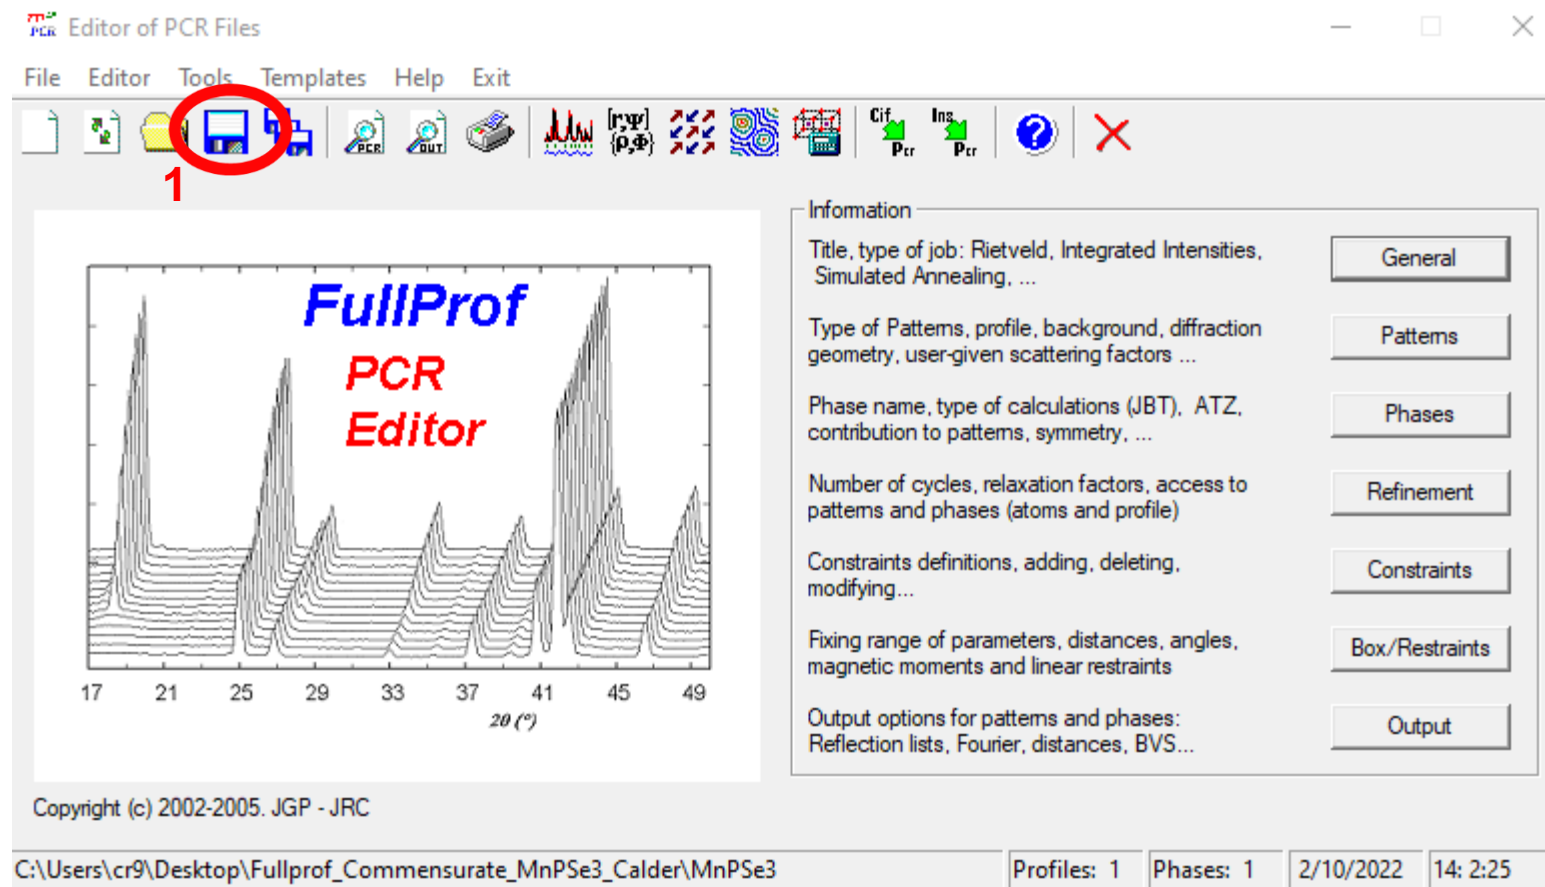 Editor of PCR Files
File Editor Tools Templates Help Exit
PCR OUT [r,Ψ] {ρ,Φ} Cif Pcr Ins Pcr ?
1
Information
Title, type of job: Rietveld, Integrated Intensities,
Simulated Annealing, ...
General
Type of Patterns, profile, background, diffraction
geometry, user-given scattering factors ...
Patterns
Phase name, type of calculations (JBT), ATZ,
contribution to patterns, symmetry, ...
Phases
Number of cycles, relaxation factors, access to
patterns and phases (atoms and profile)
Refinement
Constraints definitions, adding, deleting,
modifying...
Constraints
Fixing range of parameters, distances, angles,
magnetic moments and linear restraints
Box/Restraints
Output options for patterns and phases:
Reflection lists, Fourier, distances, BVS...
Output
FullProf
PCR
Editor
17 21 25 29 33 37 41 45 49
2θ (°)
Copyright (c) 2002-2005. JGP - JRC
C:\Users\cr9\Desktop\Fullprof_Commensurate_MnPSe3_Calder\MnPSe3 Profiles: 1 Phases: 1 2/10/2022 14: 2:25